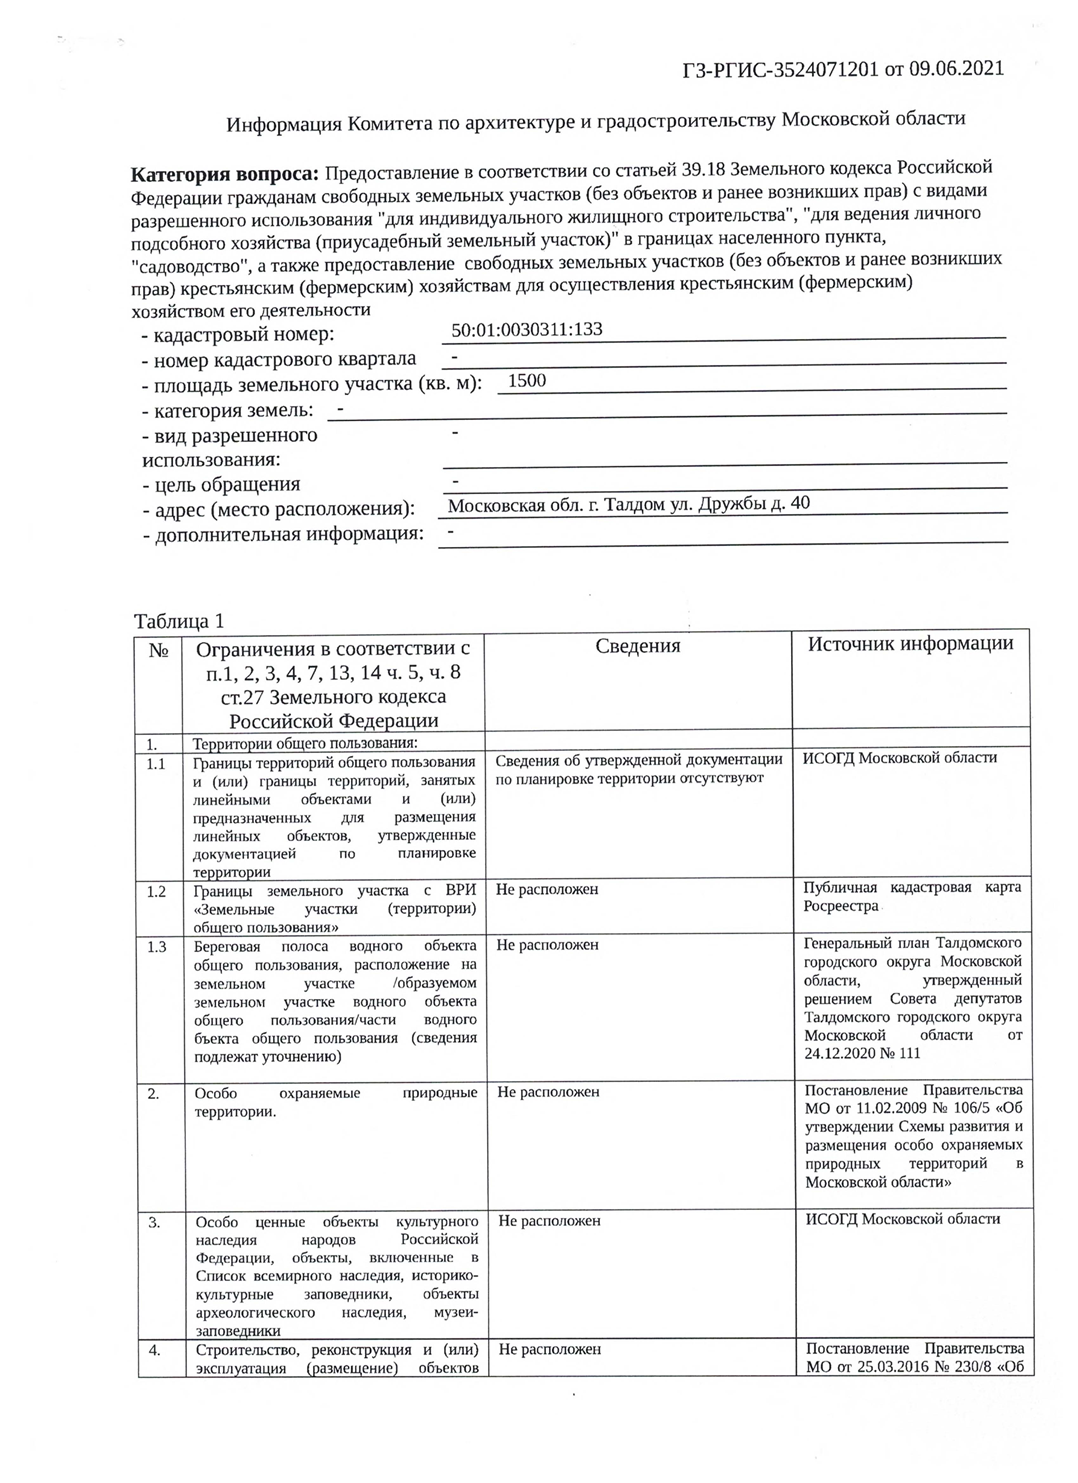 ГЗ-РГИС-3524071201 от 09.06.2021
Информация Комитета по архитектуре и градостроительству Московской области
Категория вопроса: Предоставление в соответствии со статьей 39.18 Земельного кодекса Российской
Федерации гражданам свободных земельных участков (без объектов и ранее возникших прав) с видами
разрешенного использования "для индивидуального жилищного строительства", "для ведения личного
подсобного хозяйства (приусадебный земельный участок)" в границах населенного пункта,
"садоводство", а также предоставление свободных земельных участков (без объектов и ранее возникших
прав) крестьянским (фермерским) хозяйствам для осуществления крестьянским (фермерским)
хозяйством его деятельности
- кадастровый номер: 50:01:0030311:133
- номер кадастрового квартала -
- площадь земельного участка (кв. м): 1500
- категория земель: -
- вид разрешенного -
использования:
- цель обращения -
- адрес (место расположения): Московская обл. г. Талдом ул. Дружбы д. 40
- дополнительная информация: -
Таблица 1
№
Ограничения в соответствии с
п.1, 2, 3, 4, 7, 13, 14 ч. 5, ч. 8
ст.27 Земельного кодекса
Российской Федерации
Сведения
Источник информации
1.
Территории общего пользования:
1.1
Границы территорий общего пользования
и (или) границы территорий, занятых
линейными объектами и (или)
предназначенных для размещения
линейных объектов, утвержденные
документацией по планировке
территории
Сведения об утвержденной документации
по планировке территории отсутствуют
ИСОГД Московской области
1.2
Границы земельного участка с ВРИ
«Земельные участки (территории)
общего пользования»
Не расположен
Публичная кадастровая карта
Росреестра
1.3
Береговая полоса водного объекта
общего пользования, расположение на
земельном участке /образуемом
земельном участке водного объекта
общего пользования/части водного
бъекта общего пользования (сведения
подлежат уточнению)
Не расположен
Генеральный план Талдомского
городского округа Московской
области, утвержденный
решением Совета депутатов
Талдомского городского округа
Московской области от
24.12.2020 № 111
2.
Особо охраняемые природные
территории.
Не расположен
Постановление Правительства
МО от 11.02.2009 № 106/5 «Об
утверждении Схемы развития и
размещения особо охраняемых
природных территорий в
Московской области»
3.
Особо ценные объекты культурного
наследия народов Российской
Федерации, объекты, включенные в
Список всемирного наследия, историко-
культурные заповедники, объекты
археологического наследия, музеи-
заповедники
Не расположен
ИСОГД Московской области
4.
Строительство, реконструкция и (или)
эксплуатация (размещение) объектов
Не расположен
Постановление Правительства
МО от 25.03.2016 № 230/8 «Об